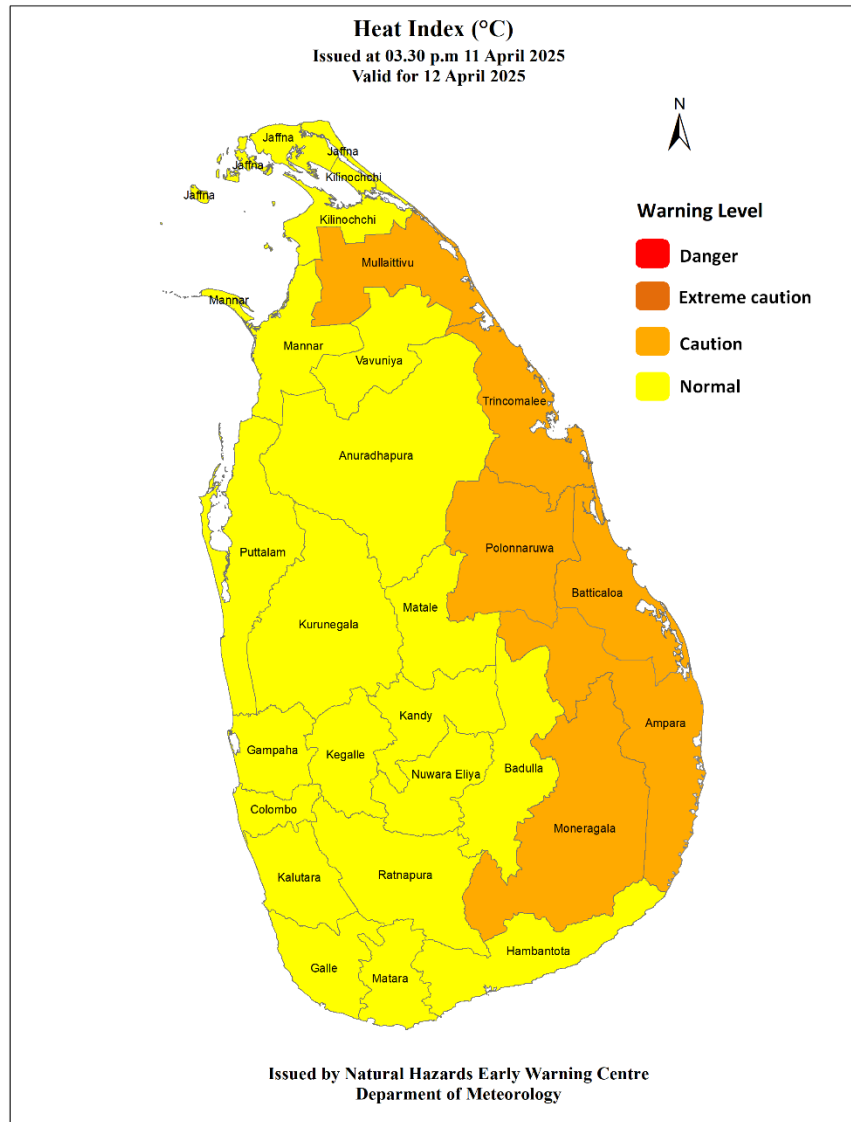 Heat Index (°C)
Issued at 03.30 p.m 11 April 2025
Valid for 12 April 2025
N
Jaffna
Jaffna
Jaffna
Kilinochchi
Jaffna
Kilinochchi
Warning Level
Mullaittivu
Danger
Mannar
Extreme caution
Mannar
Caution
Vavuniya
Normal
Trincomalee
Anuradhapura
Puttalam
Polonnaruwa
Batticaloa
Matale
Kurunegala
Kandy
Ampara
Gampaha
Kegalle
Nuwara Eliya
Badulla
Colombo
Moneragala
Kalutara
Ratnapura
Hambantota
Galle
Matara
Issued by Natural Hazards Early Warning Centre
Deparment of Meteorology